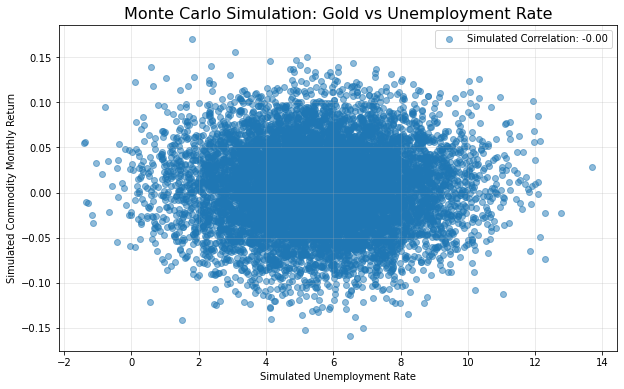 Monte Carlo Simulation: Gold vs Unemployment Rate
Simulated Correlation: -0.00
Simulated Commodity Monthly Return
0.15
0.10
0.05
0.00
−0.05
−0.10
−0.15
−2 0 2 4 6 8 10 12 14
Simulated Unemployment Rate